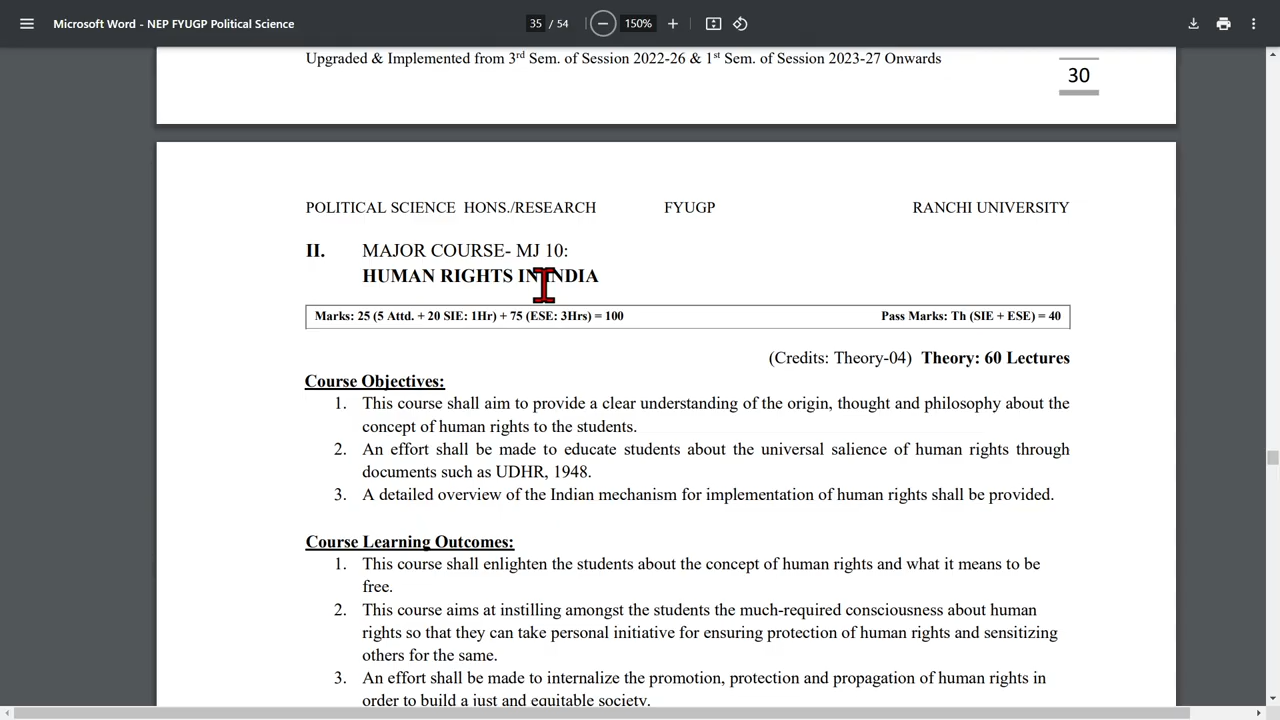 Microsoft Word - NEP FYUGP Political Science
35 / 54
150%
Upgraded & Implemented from 3rd Sem. of Session 2022-26 & 1st Sem. of Session 2023-27 Onwards
30
POLITICAL SCIENCE HONS./RESEARCH FYUGP RANCHI UNIVERSITY
II. MAJOR COURSE- MJ 10:
HUMAN RIGHTS IN INDIA
Marks: 25 (5 Attd. + 20 SIE: 1Hr) + 75 (ESE: 3Hrs) = 100 Pass Marks: Th (SIE + ESE) = 40
(Credits: Theory-04) Theory: 60 Lectures
Course Objectives:
1. This course shall aim to provide a clear understanding of the origin, thought and philosophy about the
concept of human rights to the students.
2. An effort shall be made to educate students about the universal salience of human rights through
documents such as UDHR, 1948.
3. A detailed overview of the Indian mechanism for implementation of human rights shall be provided.
Course Learning Outcomes:
1. This course shall enlighten the students about the concept of human rights and what it means to be
free.
2. This course aims at instilling amongst the students the much-required consciousness about human
rights so that they can take personal initiative for ensuring protection of human rights and sensitizing
others for the same.
3. An effort shall be made to internalize the promotion, protection and propagation of human rights in
order to build a just and equitable society.